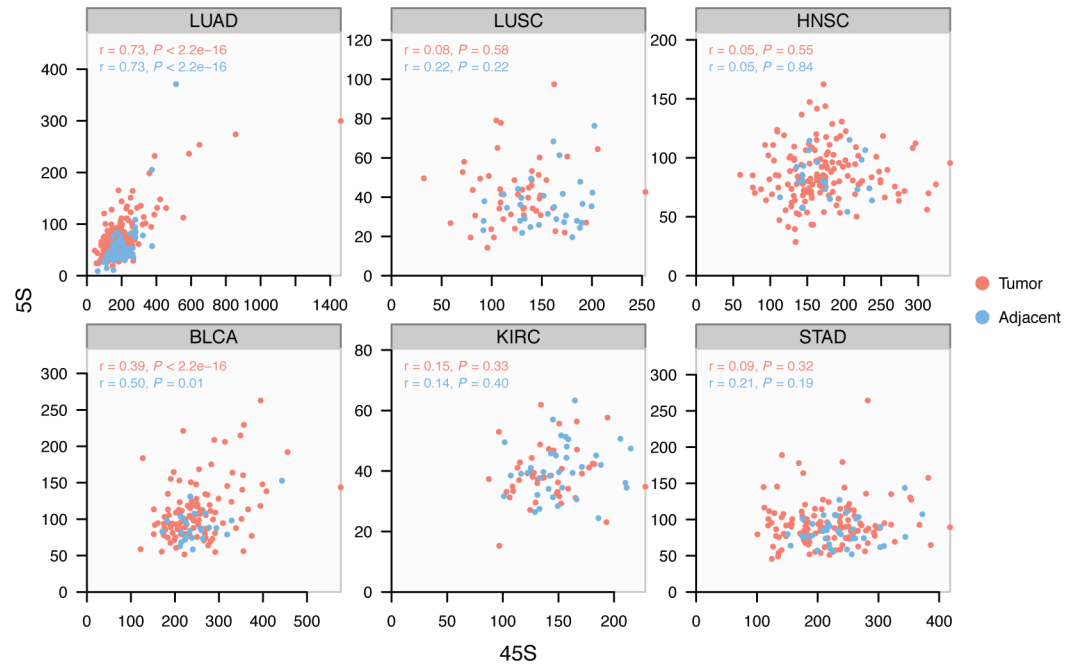 LUAD
LUSC
HNSC
r = 0.73, P < 2.2e−16
r = 0.73, P < 2.2e−16
r = 0.08, P = 0.58
r = 0.22, P = 0.22
r = 0.05, P = 0.55
r = 0.05, P = 0.84
400
300
200
100
0
0 200 400 600 800 1000 1400
120
100
80
60
40
20
0
0 50 100 150 200 250
200
150
100
50
0
0 50 100 150 200 250 300
5S
Tumor
Adjacent
BLCA
KIRC
STAD
r = 0.39, P < 2.2e−16
r = 0.50, P = 0.01
r = 0.15, P = 0.33
r = 0.14, P = 0.40
r = 0.09, P = 0.32
r = 0.21, P = 0.19
300
250
200
150
100
50
0
0 100 200 300 400 500
80
60
40
20
0
0 50 100 150 200
300
250
200
150
100
50
0
0 100 200 300 400
45S